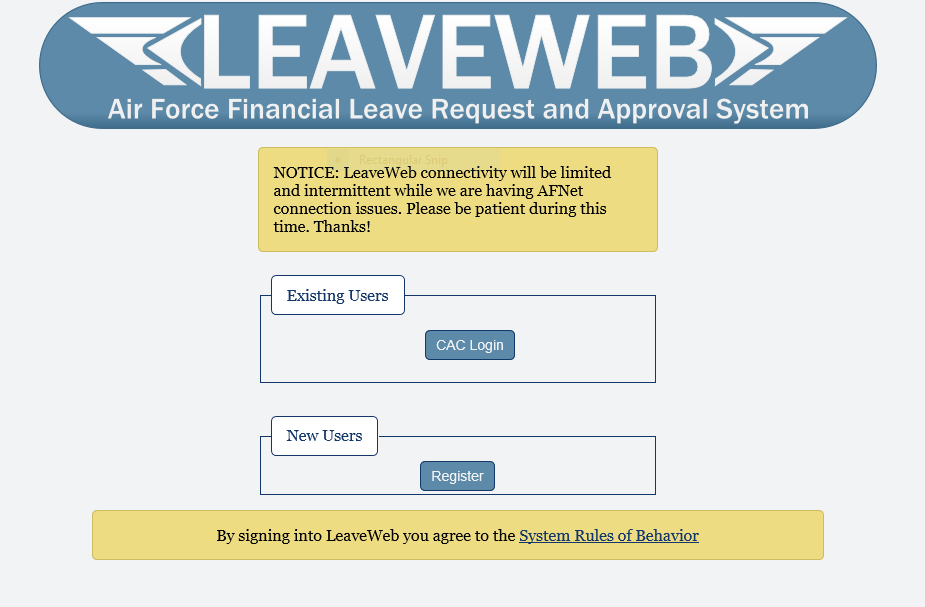 LEAVEWEB
Air Force Financial Leave Request and Approval System
Rectangular Snip
NOTICE: LeaveWeb connectivity will be limited
and intermittent while we are having AFNet
connection issues. Please be patient during this
time. Thanks!
Existing Users
CAC Login
New Users
Register
By signing into LeaveWeb you agree to the System Rules of Behavior